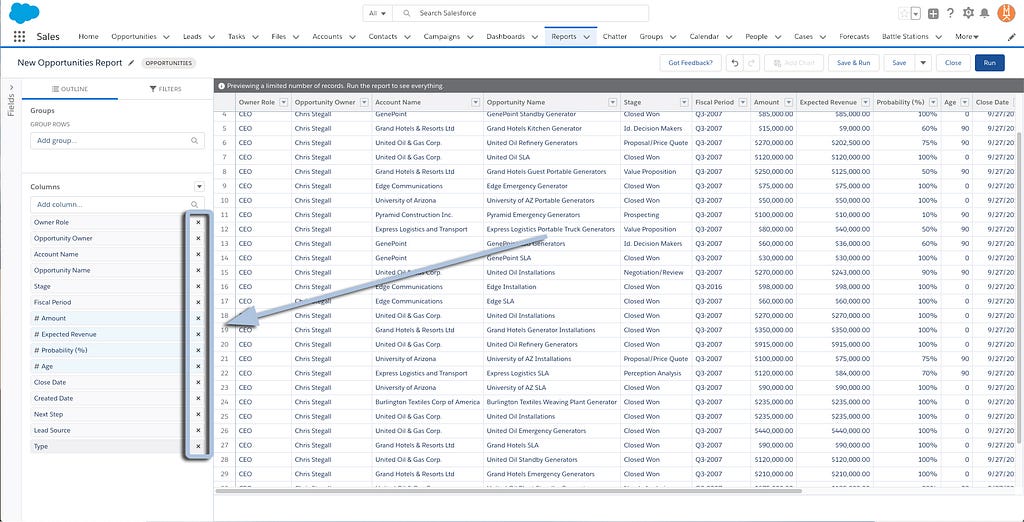 All Search Salesforce
Sales Home Opportunities Leads Tasks Files Accounts Contacts Campaigns Dashboards Reports Chatter Groups Calendar People Cases Forecasts Battle Stations More
New Opportunities Report OPPORTUNITIES Got Feedback? Add Chart Save & Run Save Close Run
Fields
OUTLINE FILTERS
Groups
GROUP ROWS
Add group...
Columns
Add column...
Owner Role
Opportunity Owner
Account Name
Opportunity Name
Stage
Fiscal Period
# Amount
# Expected Revenue
# Probability (%)
# Age
Close Date
Created Date
Next Step
Lead Source
Type
Previewing a limited number of records. Run the report to see everything.
Owner Role Opportunity Owner Account Name Opportunity Name Stage Fiscal Period Amount Expected Revenue Probability (%) Age Close Date
4 CEO Chris Stegall GenePoint GenePoint Standby Generator Closed Won Q3-2007 $85,000.00 $85,000.00 100% 0 9/27/20
5 CEO Chris Stegall Grand Hotels & Resorts Ltd Grand Hotels Kitchen Generator Id. Decision Makers Q3-2007 $15,000.00 $9,000.00 60% 90 9/27/20
6 CEO Chris Stegall United Oil & Gas Corp. United Oil Refinery Generators Proposal/Price Quote Q3-2007 $270,000.00 $202,500.00 75% 90 9/27/20
7 CEO Chris Stegall United Oil & Gas Corp. United Oil SLA Closed Won Q3-2007 $120,000.00 $120,000.00 100% 0 9/27/20
8 CEO Chris Stegall Grand Hotels & Resorts Ltd Grand Hotels Guest Portable Generators Value Proposition Q3-2007 $250,000.00 $125,000.00 50% 90 9/27/20
9 CEO Chris Stegall Edge Communications Edge Emergency Generator Closed Won Q3-2007 $75,000.00 $75,000.00 100% 0 9/27/20
10 CEO Chris Stegall University of Arizona University of AZ Portable Generators Closed Won Q3-2007 $50,000.00 $50,000.00 100% 0 9/27/20
11 CEO Chris Stegall Pyramid Construction Inc. Pyramid Emergency Generators Prospecting Q3-2007 $100,000.00 $10,000.00 10% 90 9/27/20
12 CEO Chris Stegall Express Logistics and Transport Express Logistics Portable Truck Generators Value Proposition Q3-2007 $80,000.00 $40,000.00 50% 90 9/27/20
13 CEO Chris Stegall GenePoint Generators Id. Decision Makers Q3-2007 $60,000.00 $36,000.00 60% 90 9/27/20
14 CEO Chris Stegall GenePoint GenePoint SLA Closed Won Q3-2007 $30,000.00 $30,000.00 100% 0 9/27/20
15 CEO Chris Stegall United Oil Corp. United Oil Installations Negotiation/Review Q3-2007 $270,000.00 $243,000.00 90% 90 9/27/20
16 CEO Chris Stegall Edge Communications Edge Installation Closed Won Q3-2016 $98,000.00 $98,000.00 100% 0 9/27/20
17 CEO Chris Stegall Edge Communications Edge SLA Closed Won Q3-2007 $60,000.00 $60,000.00 100% 0 9/27/20
18 CEO Chris Stegall United Oil & Gas Corp. United Oil Installations Closed Won Q3-2007 $270,000.00 $270,000.00 100% 0 9/27/20
19 CEO Chris Stegall Grand Hotels & Resorts Ltd Grand Hotels Generator Installations Closed Won Q3-2007 $350,000.00 $350,000.00 100% 0 9/27/20
20 CEO Chris Stegall United Oil & Gas Corp. United Oil Refinery Generators Closed Won Q3-2007 $915,000.00 $915,000.00 100% 0 9/27/20
21 CEO Chris Stegall University of Arizona University of AZ Installations Proposal/Price Quote Q3-2007 $100,000.00 $75,000.00 75% 90 9/27/20
22 CEO Chris Stegall Express Logistics and Transport Express Logistics SLA Perception Analysis Q3-2007 $120,000.00 $84,000.00 70% 90 9/27/20
23 CEO Chris Stegall University of Arizona University of AZ SLA Closed Won Q3-2007 $90,000.00 $90,000.00 100% 0 9/27/20
24 CEO Chris Stegall Burlington Textiles Corp of America Burlington Textiles Weaving Plant Generator Closed Won Q3-2007 $235,000.00 $235,000.00 100% 0 9/27/20
25 CEO Chris Stegall United Oil & Gas Corp. United Oil Installations Closed Won Q3-2007 $235,000.00 $235,000.00 100% 0 9/27/20
26 CEO Chris Stegall United Oil & Gas Corp. United Oil Emergency Generators Closed Won Q3-2007 $440,000.00 $440,000.00 100% 0 9/27/20
27 CEO Chris Stegall Grand Hotels & Resorts Ltd Grand Hotels SLA Closed Won Q3-2007 $90,000.00 $90,000.00 100% 0 9/27/20
28 CEO Chris Stegall United Oil & Gas Corp. United Oil Standby Generators Closed Won Q3-2007 $120,000.00 $120,000.00 100% 0 9/27/20
29 CEO Chris Stegall Grand Hotels & Resorts Ltd Grand Hotels Emergency Generators Closed Won Q3-2007 $210,000.00 $210,000.00 100% 0 9/27/20